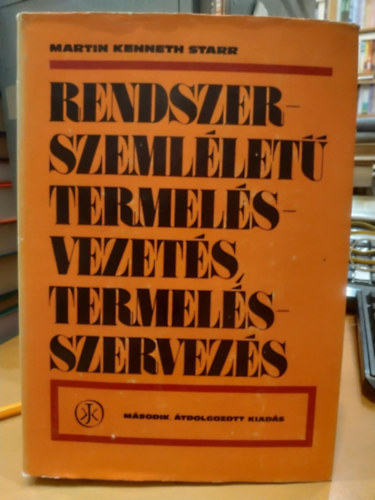 MARTIN KENNETH STARR
RENDSZER-
SZEMLÉLETŰ
TERMELÉS-
VEZETÉS,
TERMELÉS-
SZERVEZÉS
MÁSODIK, ÁTDOLGOZOTT KIADÁS